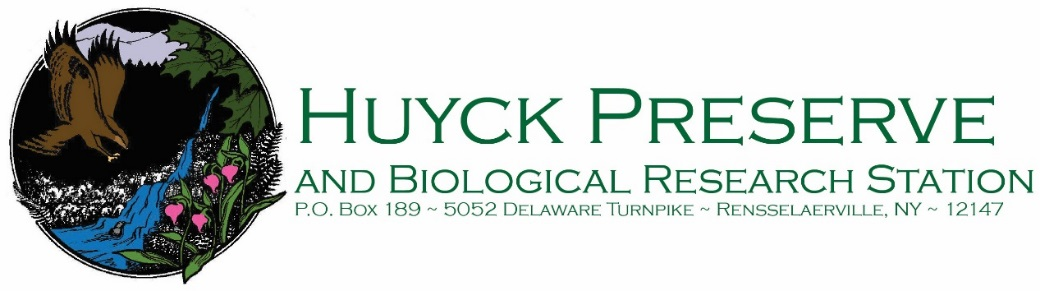 HUYCK PRESERVE
AND BIOLOGICAL RESEARCH STATION
P.O. BOX 189 ~ 5052 DELAWARE TURNPIKE ~ RENSSELAERVILLE, NY ~ 12147